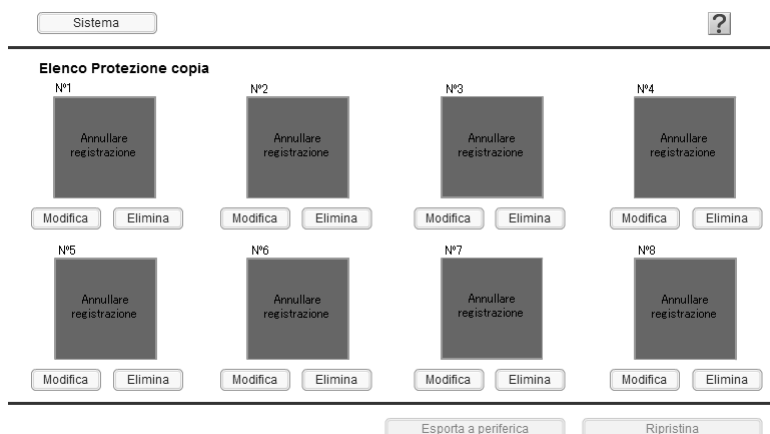 Sistema
?
Elenco Protezione copia
Nº1 Nº2 Nº3 Nº4
Annullare Annullare Annullare Annullare
registrazione registrazione registrazione registrazione
Modifica Elimina Modifica Elimina Modifica Elimina Modifica Elimina
Nº5 Nº6 Nº7 Nº8
Annullare Annullare Annullare Annullare
registrazione registrazione registrazione registrazione
Modifica Elimina Modifica Elimina Modifica Elimina Modifica Elimina
Esporta a periferica Ripristina